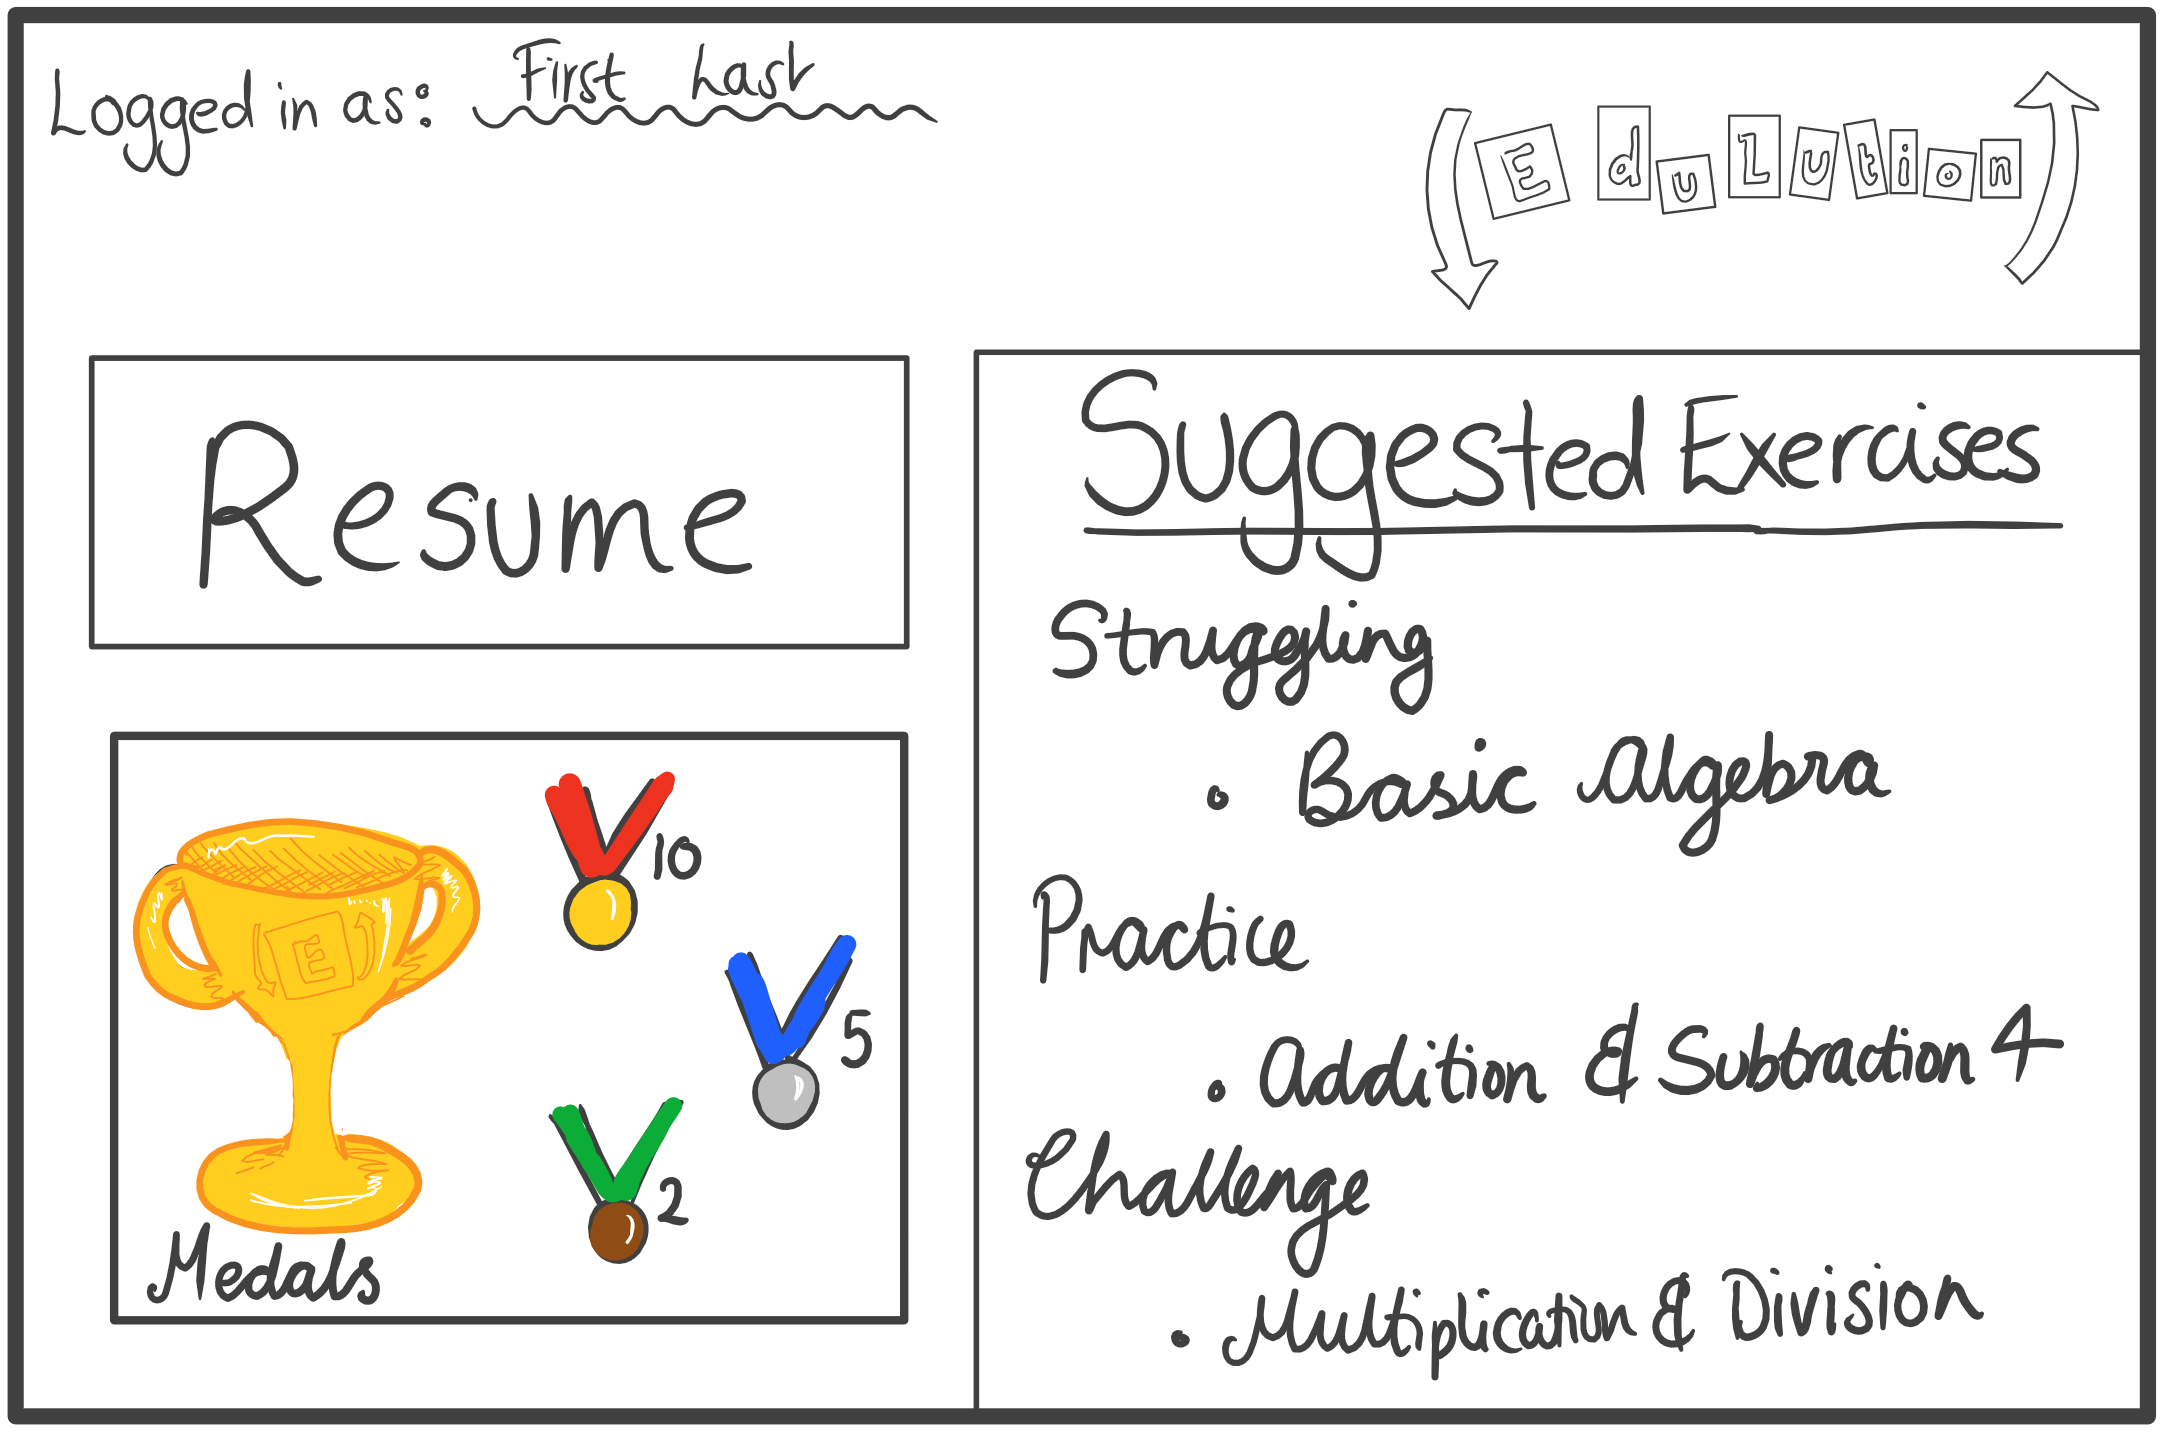 Logged in as: First Last
EduLution
Resume
Suggested Exercises
Struggling
• Basic Algebra
Practice
• Addition & Subtraction 4
Challenge
• Multiplication & Division
10
5
2
E
Medals